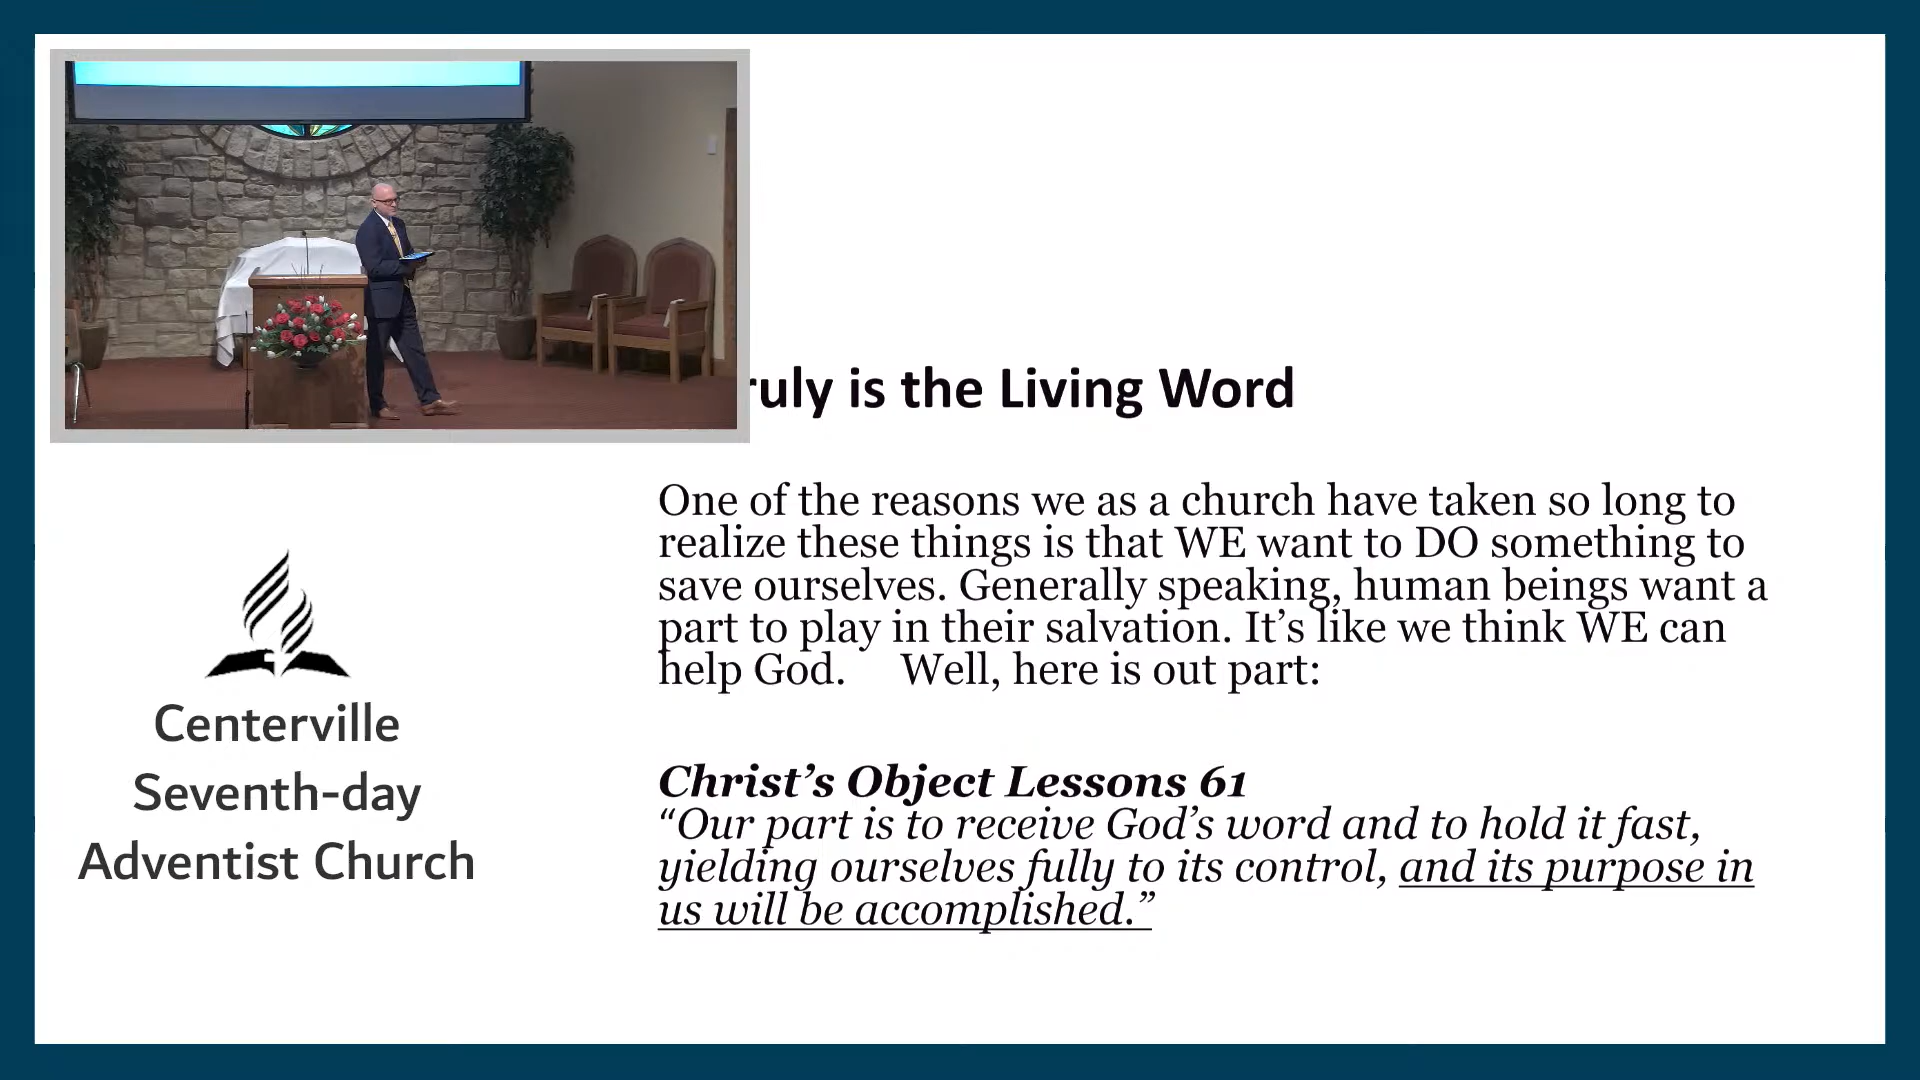 is the Living Word
One of the reasons we as a church have taken so long to
realize these things is that WE want to DO something to
save ourselves. Generally speaking, human beings want a
part to play in their salvation. It’s like we think WE can
help God. Well, here is out part:
Christ’s Object Lessons 61
“Our part is to receive God’s word and to hold it fast,
yielding ourselves fully to its control, and its purpose in
us will be accomplished.”
Centerville
Seventh-day
Adventist Church